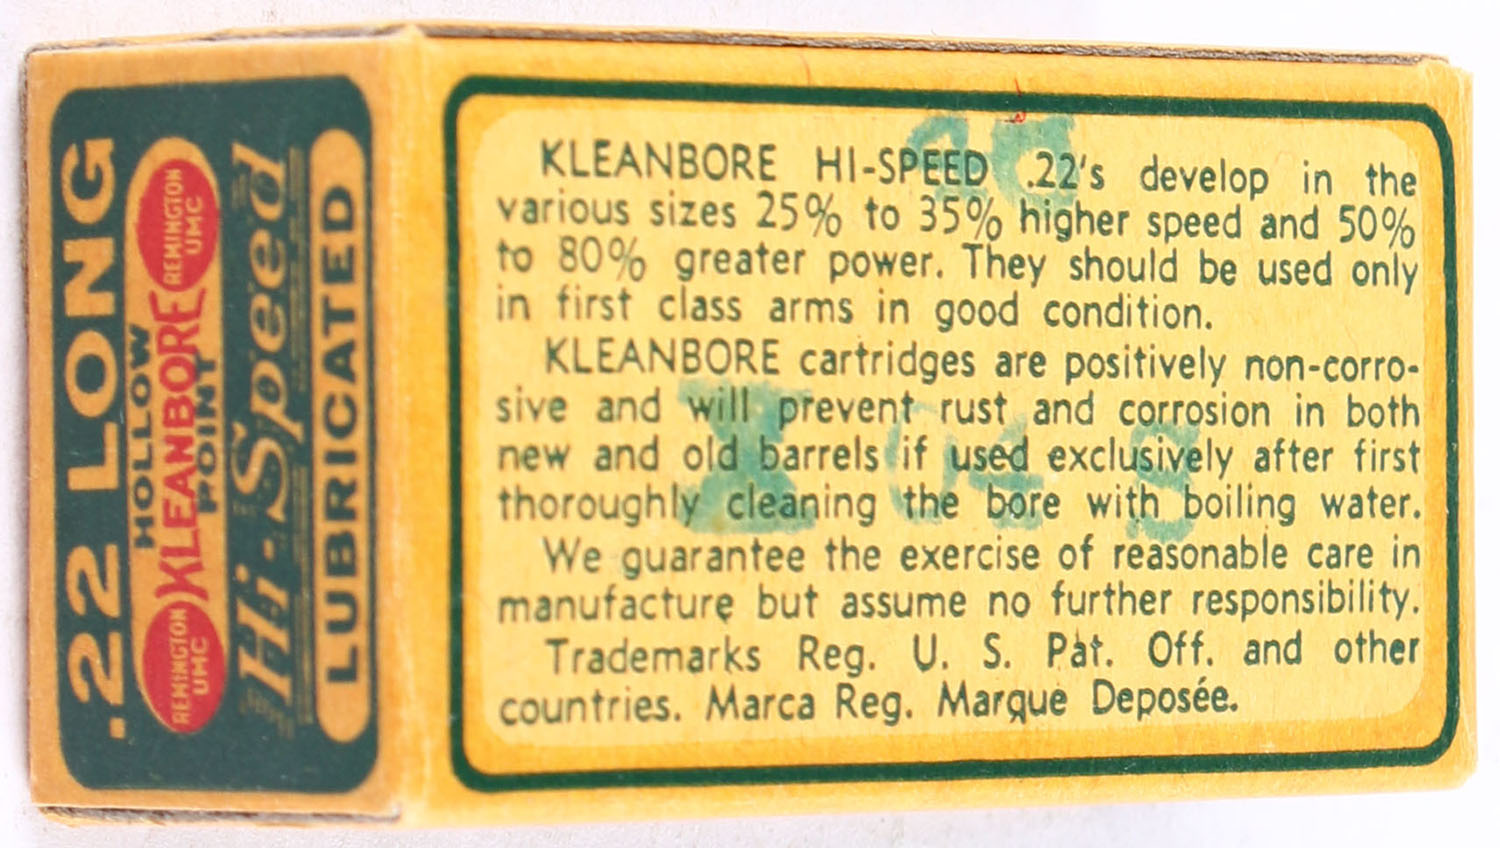 .22 LONG
HOLLOW
REMINGTON
UMC
KLEANBORE
REMINGTON
UMC
POINT
Hi-Speed
LUBRICATED
KLEANBORE HI-SPEED .22's develop in the
various sizes 25% to 35% higher speed and 50%
to 80% greater power. They should be used only
in first class arms in good condition.
KLEANBORE cartridges are positively non-corro-
sive and will prevent rust and corrosion in both
new and old barrels if used exclusively after first
thoroughly cleaning the bore with boiling water.
We guarantee the exercise of reasonable care in
manufacture but assume no further responsibility.
Trademarks Reg. U. S. Pat. Off. and other
countries. Marca Reg. Marque Deposée.